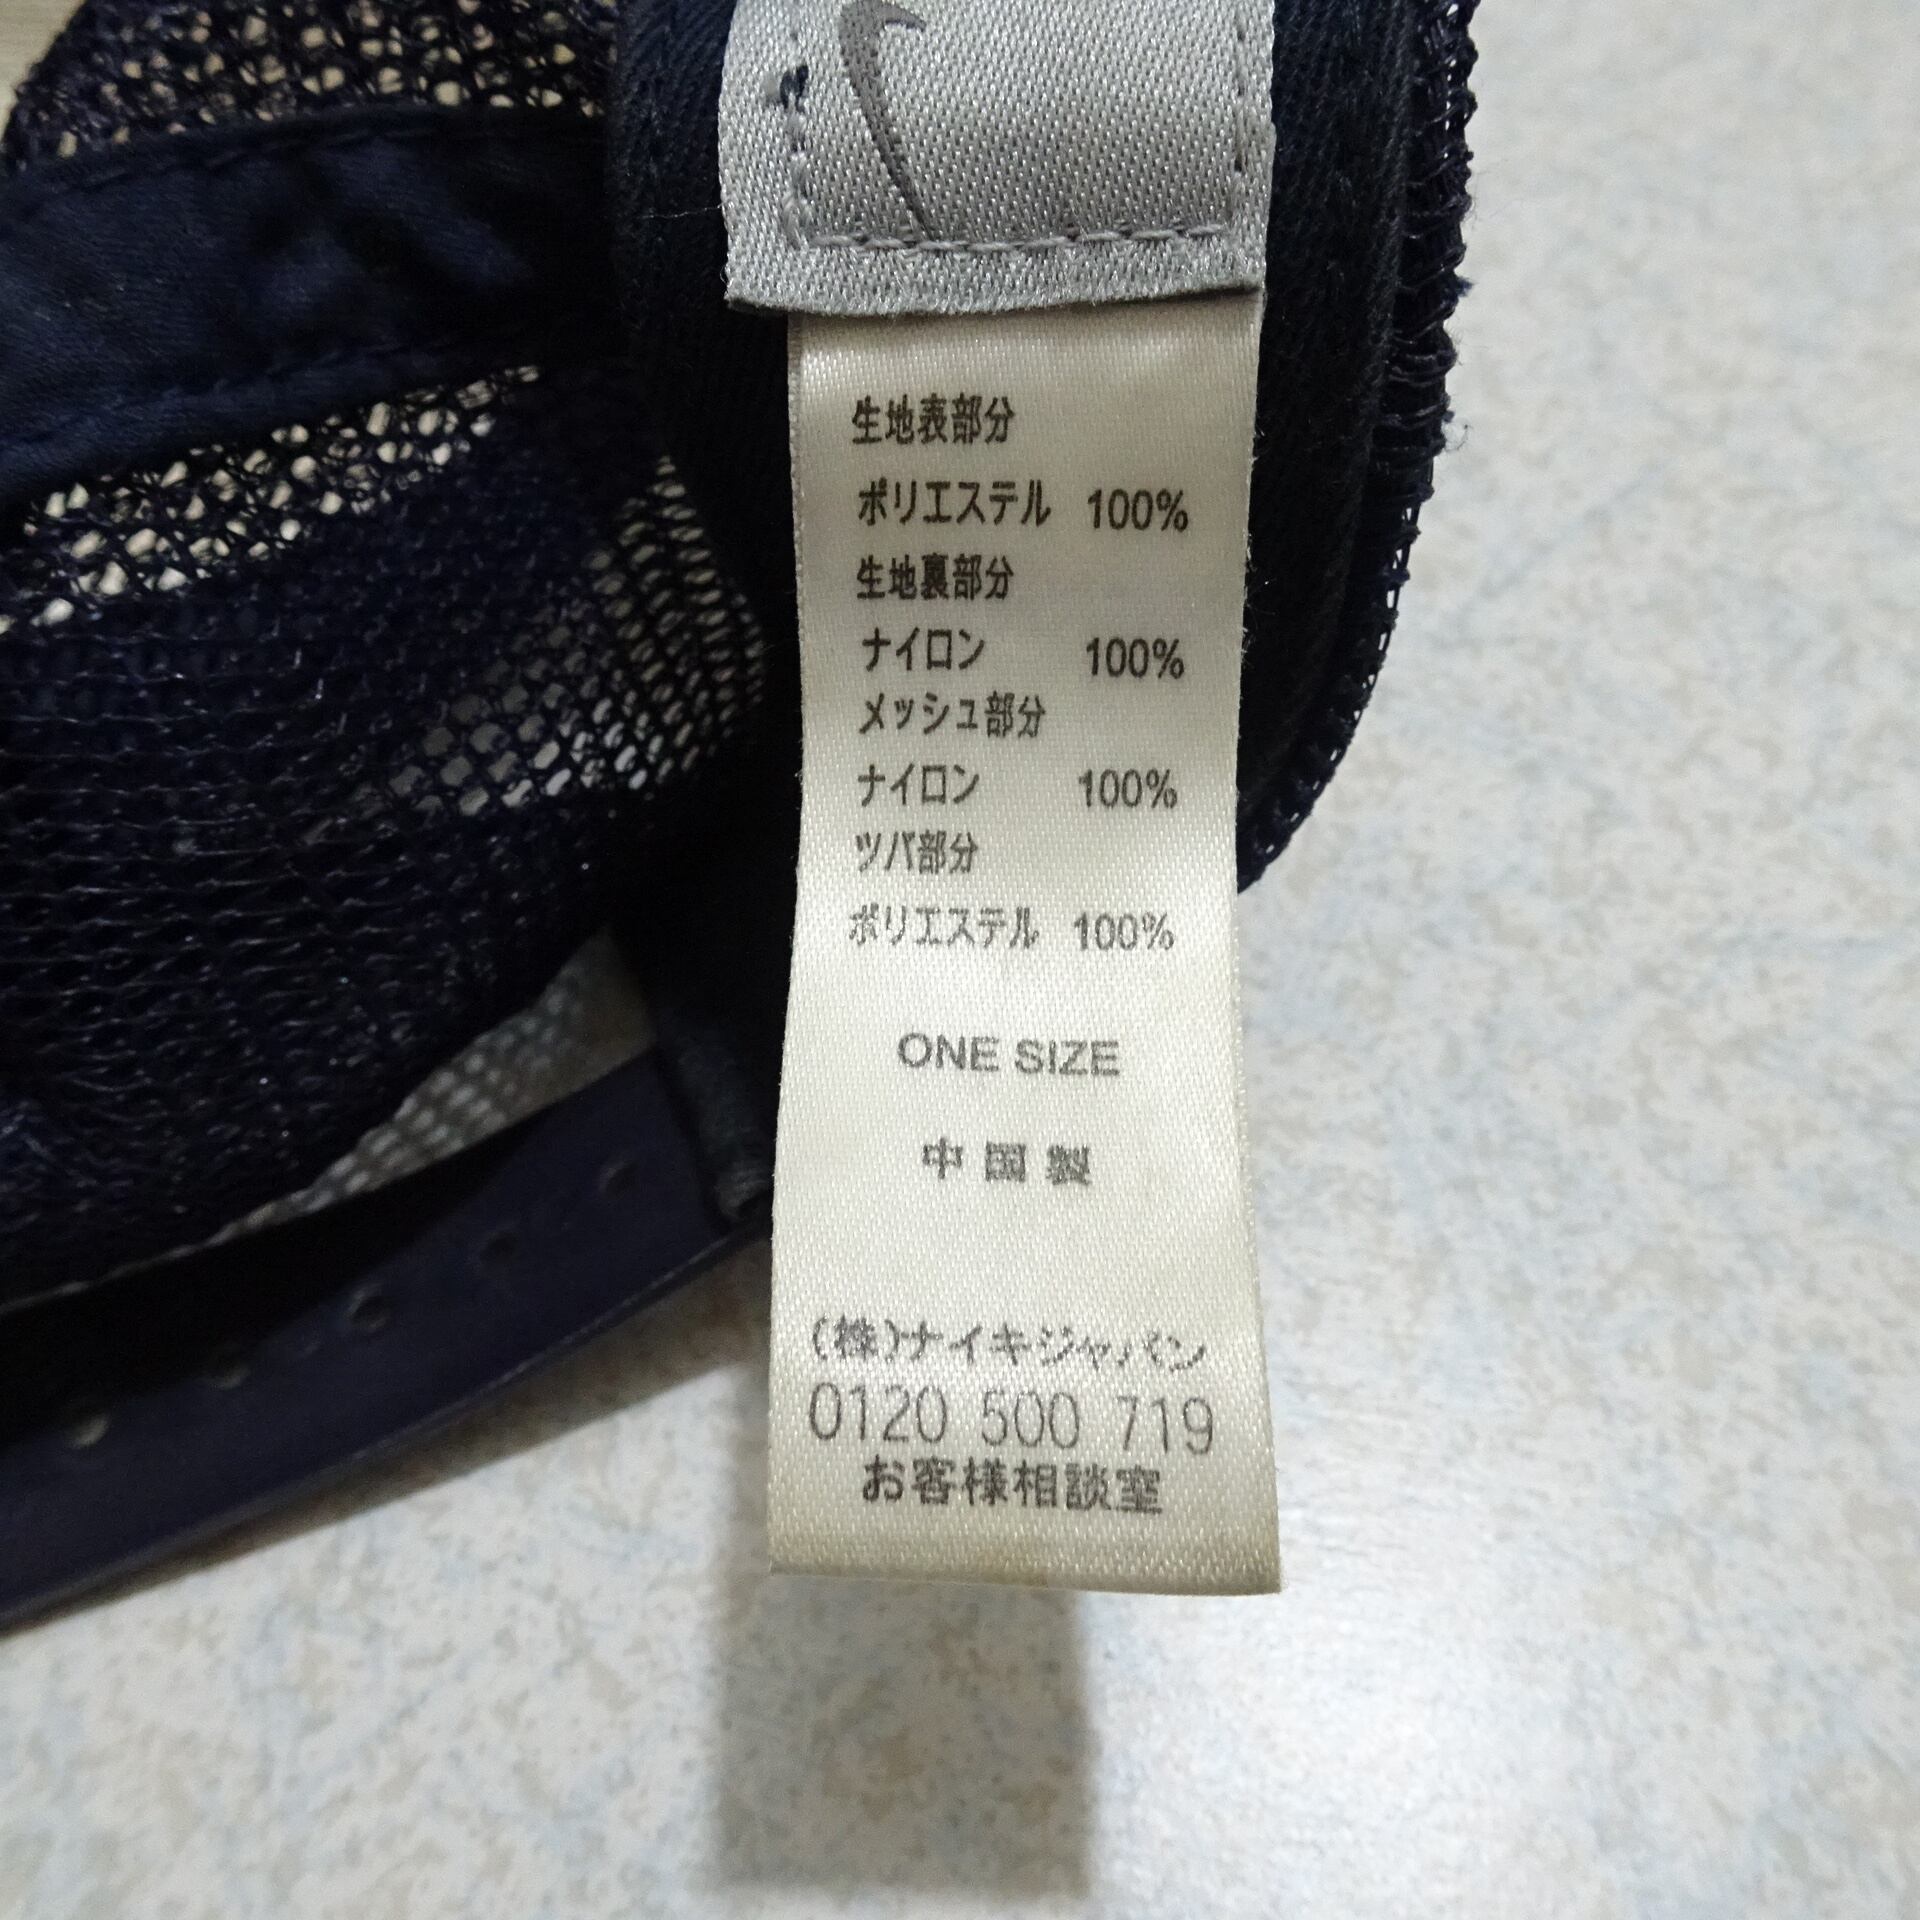 生地表部分
ポリエステル 100%
生地裏部分
ナイロン 100%
メッシュ部分
ナイロン 100%
ツバ部分
ポリエステル 100%
ONE SIZE
中国製
(株)ナイキジャパン
0120 500 719
お客様相談室